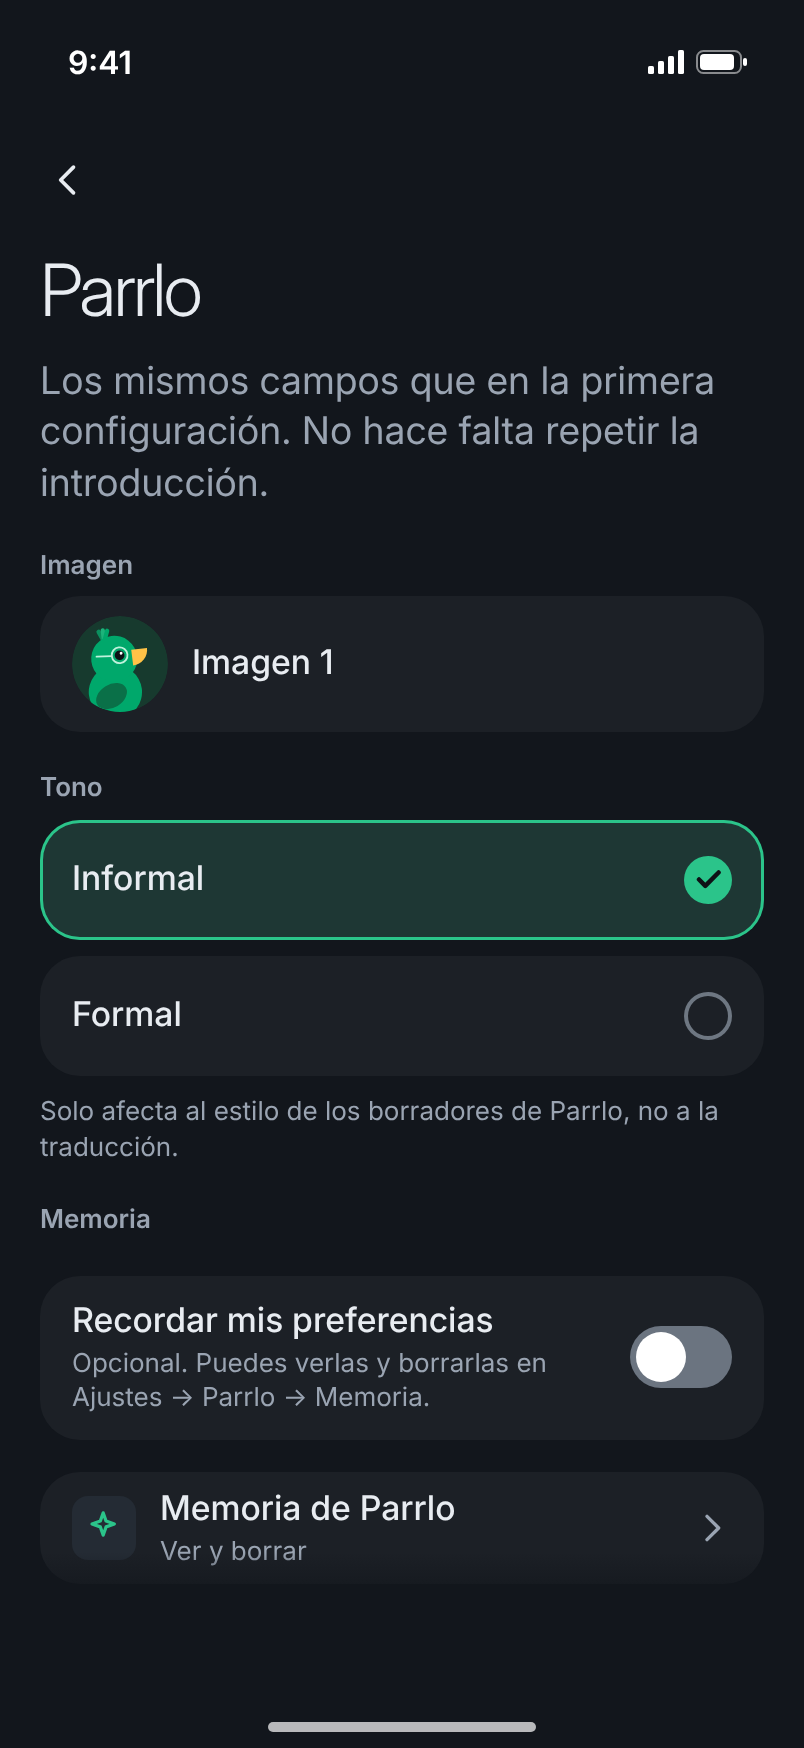 9:41
Parrlo
Los mismos campos que en la primera
configuración. No hace falta repetir la
introducción.
Imagen
Imagen 1
Tono
Informal
Formal
Solo afecta al estilo de los borradores de Parrlo, no a la
traducción.
Memoria
Recordar mis preferencias
Opcional. Puedes verlas y borrarlas en
Ajustes → Parrlo → Memoria.
Memoria de Parrlo
Ver y borrar